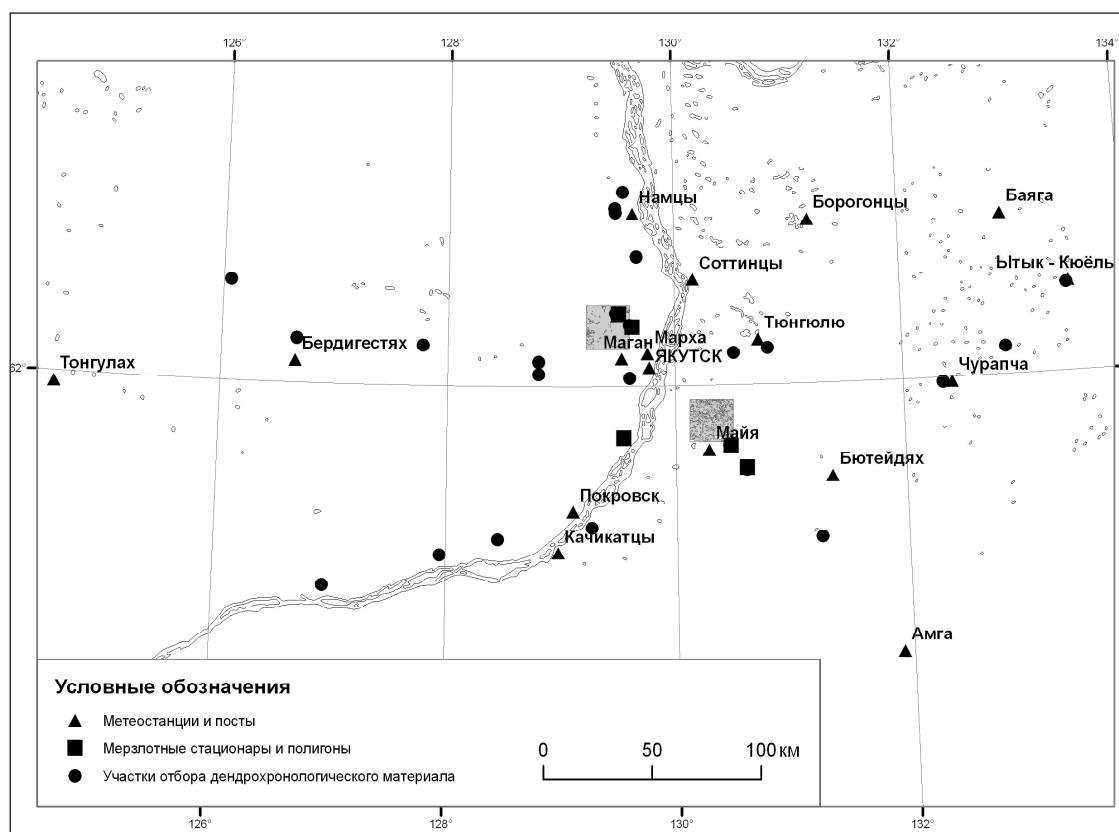 126° 128° 130° 132° 134°
Намцы
Борогонцы
Баяга
Соттинцы
Ытык - Кюёль
Тюнгюлю
Бердигестях
Маган
Марха
ЯКУТСК
Тонгулах
62°
Чурапча
Майя
Бютейдях
Покровск
Качикатцы
Амга
Условные обозначения
Метеостанции и посты
Мерзлотные стационары и полигоны
Участки отбора дендрохронологического материала
0 50 100 км
126° 128° 130° 132°